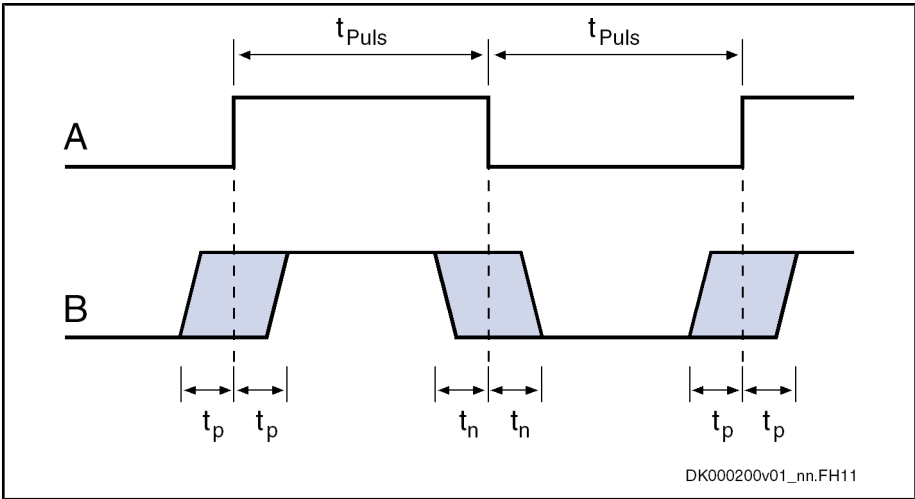 tPuls tPuls
A
B
tp tp tn tn tp tp
DK000200v01_nn.FH11